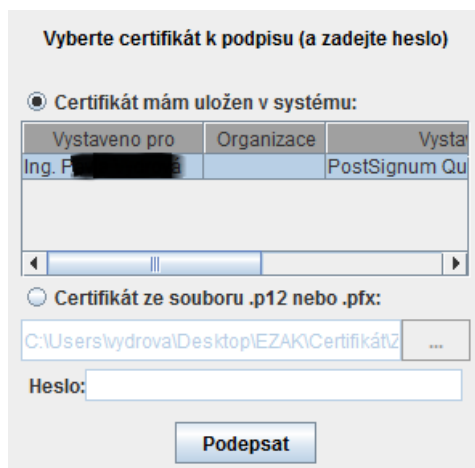 Vyberte certifikát k podpisu (a zadejte heslo)
Certifikát mám uložen v systému:
Vystaveno pro Organizace Vysta
Ing. PostSignum Qu
Certifikát ze souboru .p12 nebo .pfx:
C:\Users\vydrova\Desktop\EZAK\Certifikát\Z ...
Heslo:
Podepsat